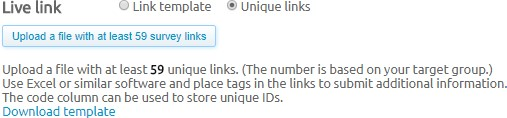 Live link Link template Unique links
Upload a file with at least 59 survey links
Upload a file with at least 59 unique links. (The number is based on your target group.)
Use Excel or similar software and place tags in the links to submit additional information.
The code column can be used to store unique IDs.
Download template